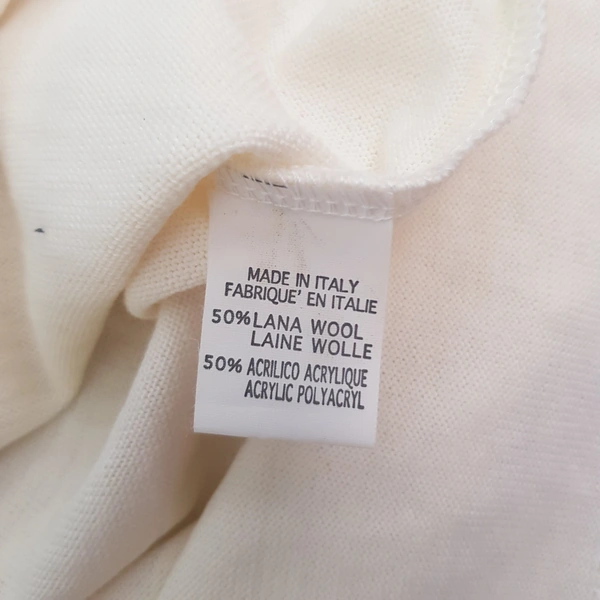 MADE IN ITALY
FABRIQUE' EN ITALIE
50% LANA WOOL
LAINE WOLLE
50% ACRILICO ACRYLIQUE
ACRYLIC POLYACRYL